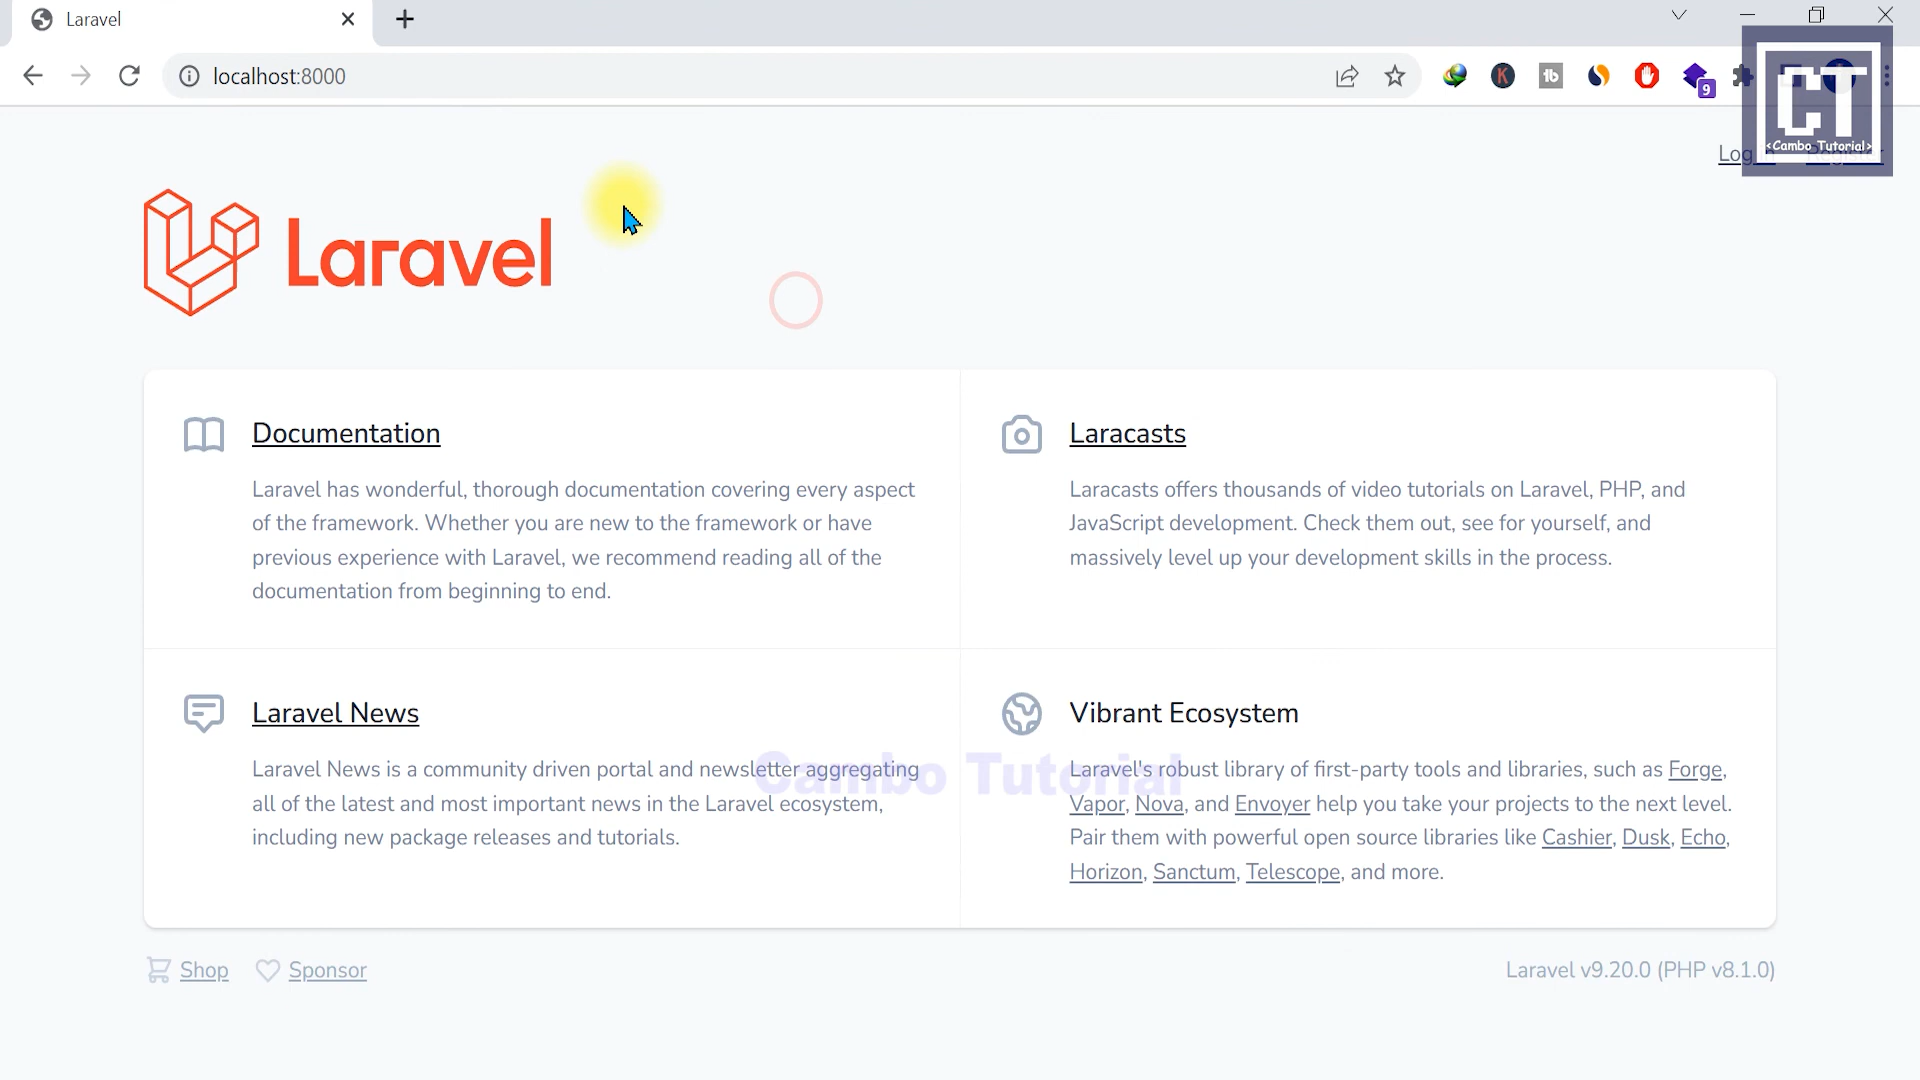 Laravel
localhost:8000
9
CT
<Cambo Tutorial>
Log in Register
Laravel
Documentation
Laravel has wonderful, thorough documentation covering every aspect
of the framework. Whether you are new to the framework or have
previous experience with Laravel, we recommend reading all of the
documentation from beginning to end.
Laracasts
Laracasts offers thousands of video tutorials on Laravel, PHP, and
JavaScript development. Check them out, see for yourself, and
massively level up your development skills in the process.
Laravel News
Laravel News is a community driven portal and newsletter aggregating
all of the latest and most important news in the Laravel ecosystem,
including new package releases and tutorials.
Vibrant Ecosystem
Laravel's robust library of first-party tools and libraries, such as Forge,
Vapor, Nova, and Envoyer help you take your projects to the next level.
Pair them with powerful open source libraries like Cashier, Dusk, Echo,
Horizon, Sanctum, Telescope, and more.
Cambo Tutorial
Shop Sponsor
Laravel v9.20.0 (PHP v8.1.0)